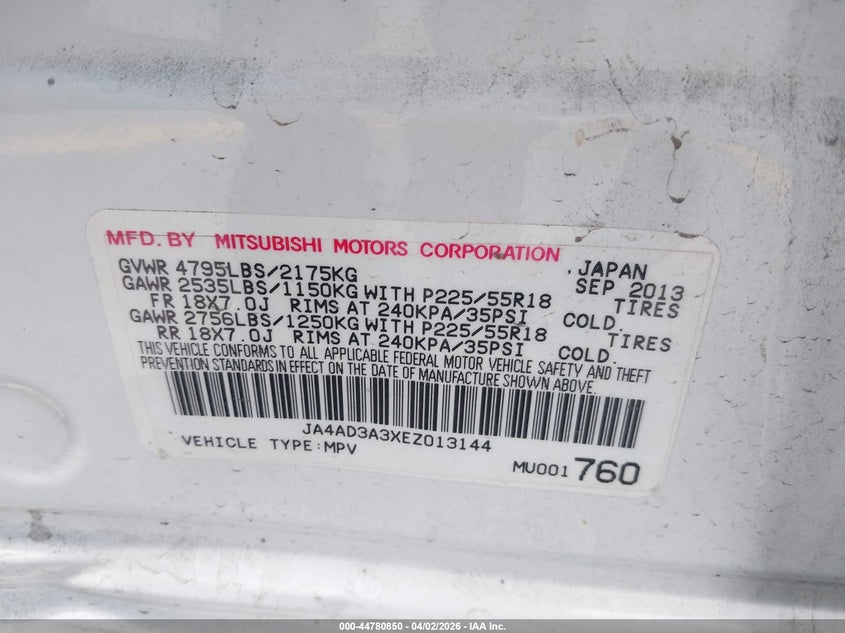 MFD. BY MITSUBISHI MOTORS CORPORATION . JAPAN
GVWR 4795LBS/2175KG SEP 2013
GAWR 2535LBS/1150KG WITH P225/55R18 TIRES
FR 18X7.0J RIMS AT 240KPA/35PSI COLD.
GAWR 2756LBS/1250KG WITH P225/55R18 TIRES
RR 18X7.0J RIMS AT 240KPA/35PSI COLD.
THIS VEHICLE CONFORMS TO ALL APPLICABLE FEDERAL MOTOR VEHICLE SAFETY AND THEFT
PREVENTION STANDARDS IN EFFECT ON THE DATE OF MANUFACTURE SHOWN ABOVE.
JA4AD3A3XEZ013144
VEHICLE TYPE:MPV MU001760
000-44780850 - 04/02/2026 - IAA Inc.